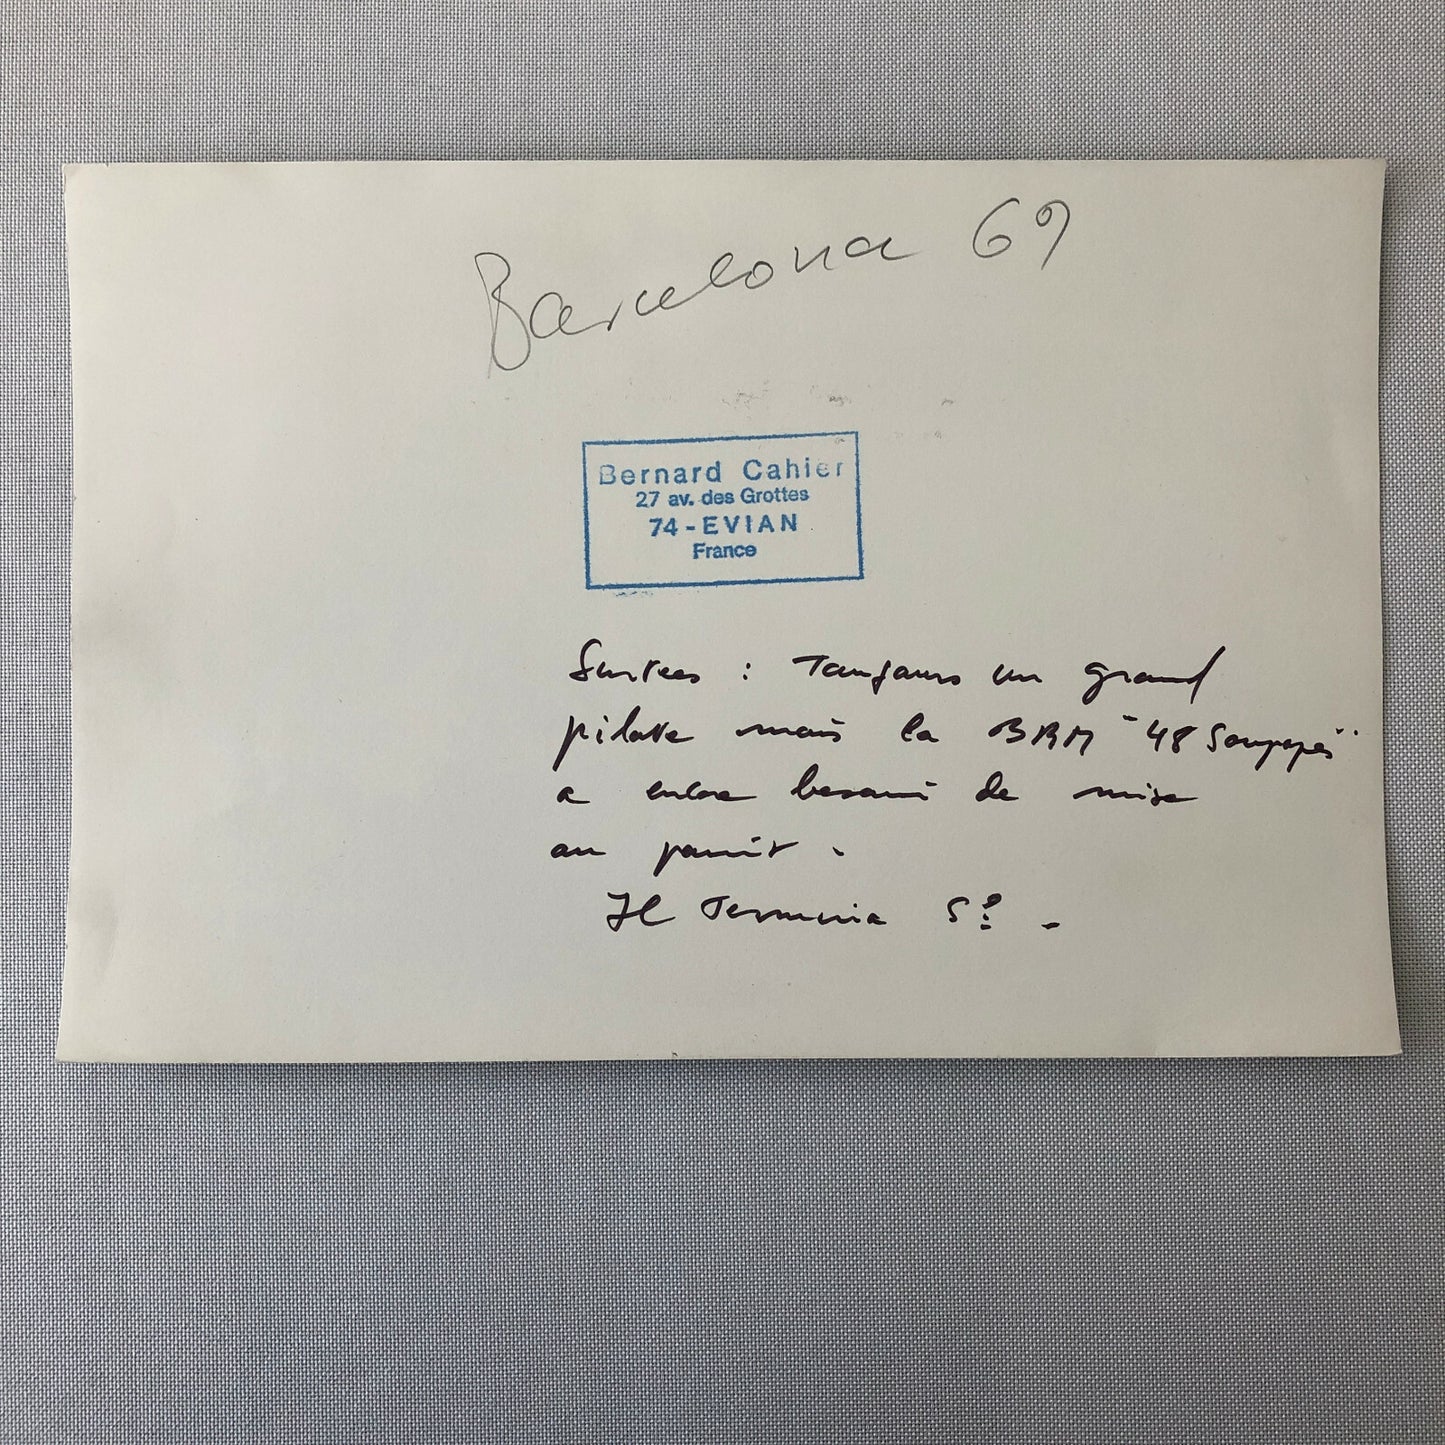 Barcelona 69
Bernard Cahier
27 av. des Grottes
74 - EVIAN
France
Surtees : Toujours un grand
pilote mais la BRM "48 Soupapes"
a encore besoin de mise
au point .
Il Termina 5e .